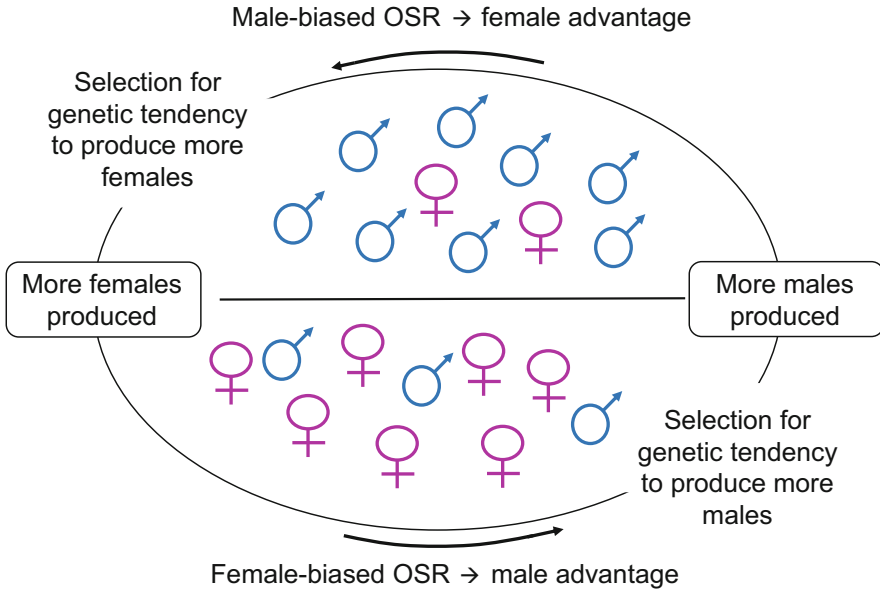 Male-biased OSR → female advantage
Selection for
genetic tendency
to produce more
females
More females
produced
More males
produced
Selection for
genetic tendency
to produce more
males
Female-biased OSR → male advantage